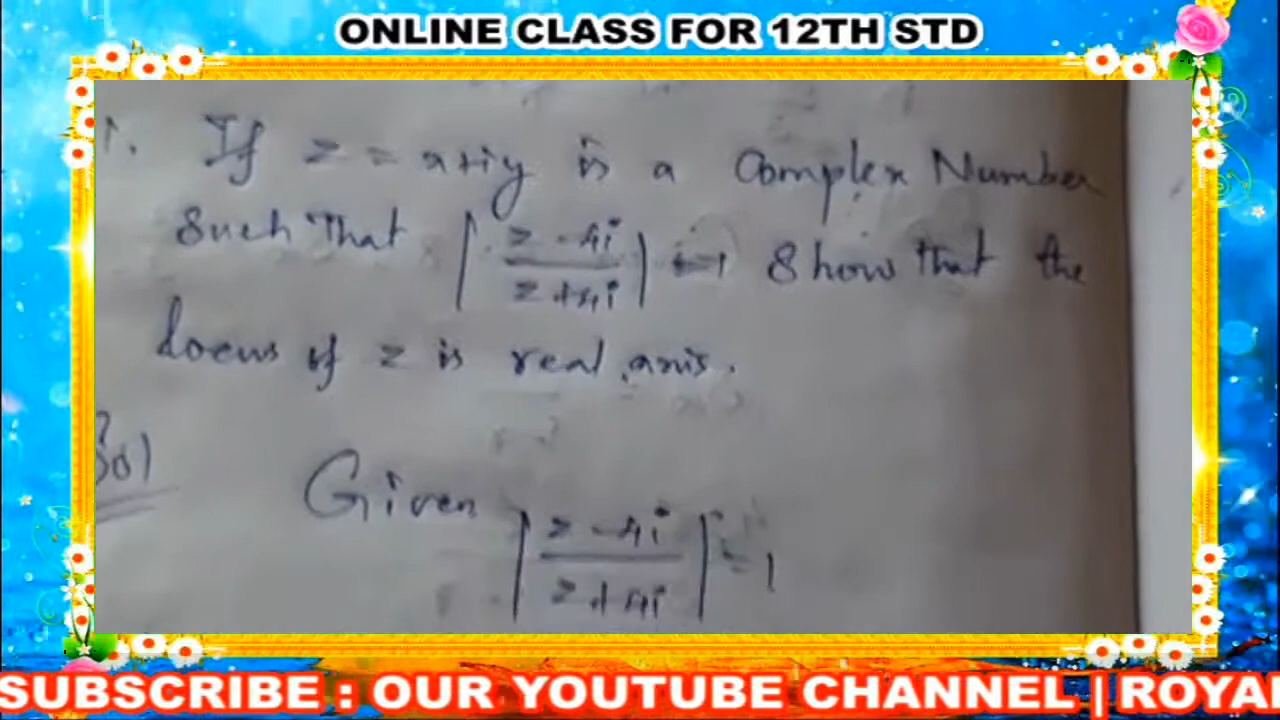 ONLINE CLASS FOR 12TH STD
1. If z = x+iy is a Complex Number
Such That | z - 4i / z + 4i | = 1 Show that the
locus of z is real axis.
Sol
Given | z - 4i / z + 4i | = 1
SUBSCRIBE : OUR YOUTUBE CHANNEL | ROYAL